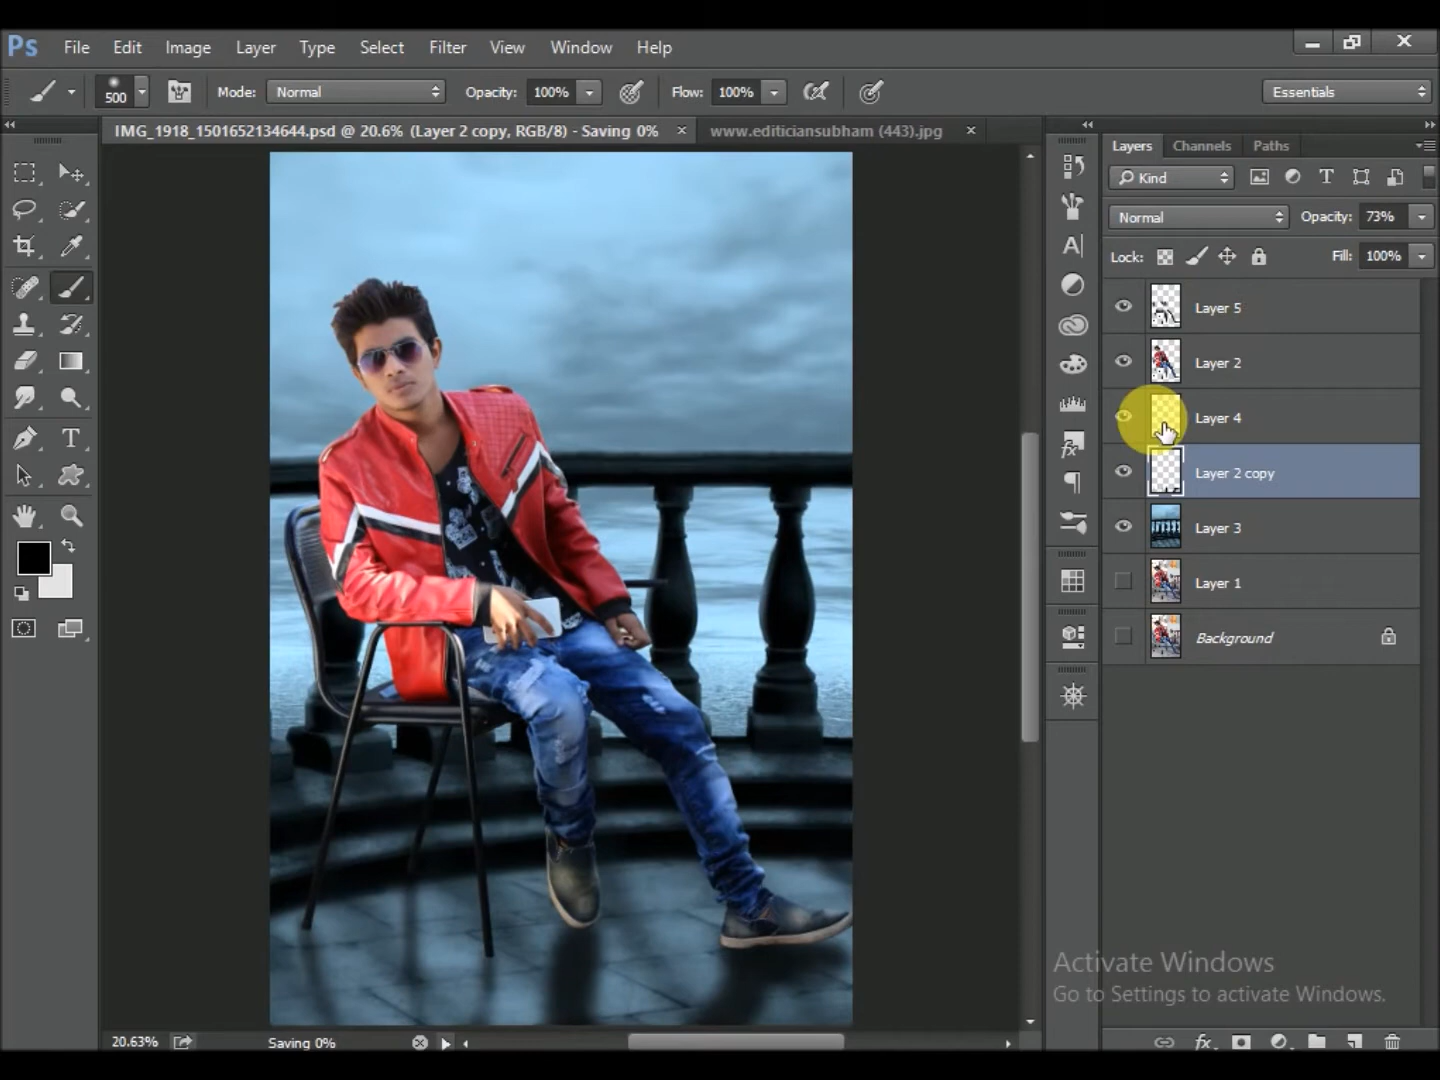 Ps File Edit Image Layer Type Select Filter View Window Help
500 Mode: Normal Opacity: 100% Flow: 100% Essentials
IMG_1918_1501652134644.psd @ 20.6% (Layer 2 copy, RGB/8) - Saving 0% www.editiciansubham (443).jpg
Layers Channels Paths
Kind
Normal Opacity: 73%
Lock: Fill: 100%
Layer 5
Layer 2
Layer 4
Layer 2 copy
Layer 3
Layer 1
Background
Activate Windows
Go to Settings to activate Windows.
20.63% Saving 0%